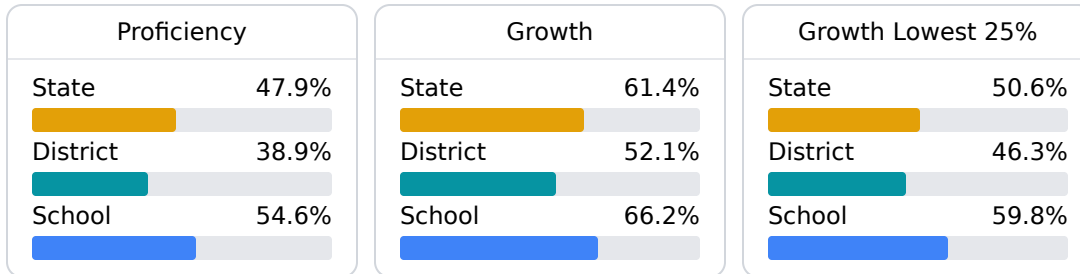 Proficiency
State 47.9%
District 38.9%
School 54.6%
Growth
State 61.4%
District 52.1%
School 66.2%
Growth Lowest 25%
State 50.6%
District 46.3%
School 59.8%